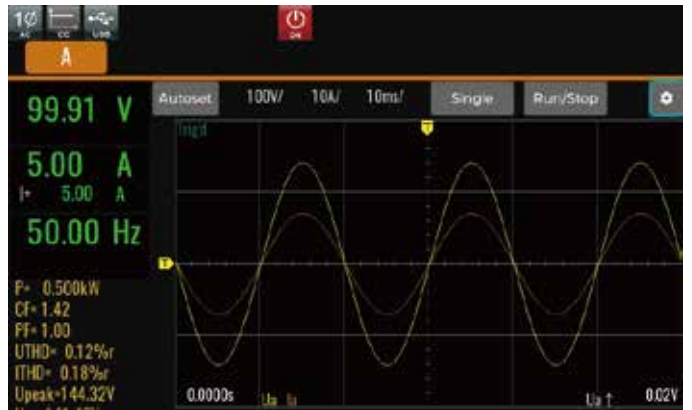 1Ø
AC
CC
USB
ON
A
99.91 V
Autoset 100V/ 10A/ 10ms/ Single Run/Stop
Trig'd
T
5.00 A
I= 5.00 A
50.00 Hz
T
P= 0.500kW
CF= 1.42
PF= 1.00
UTHD= 0.12%r
ITHD= 0.18%r
Upeak=144.32V
0.0000s Ua Ia Ua↑ 0.02V